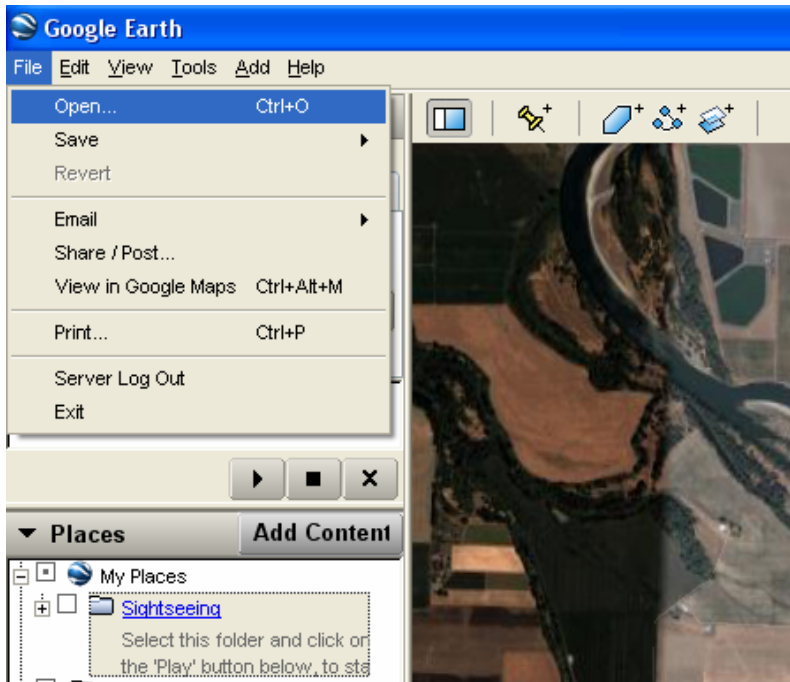 Google Earth
File Edit View Tools Add Help
Open... Ctrl+O
Save
Revert
Email
Share / Post...
View in Google Maps Ctrl+Alt+M
Print... Ctrl+P
Server Log Out
Exit
Places Add Content
My Places
Sightseeing
Select this folder and click on
the 'Play' button below, to sta